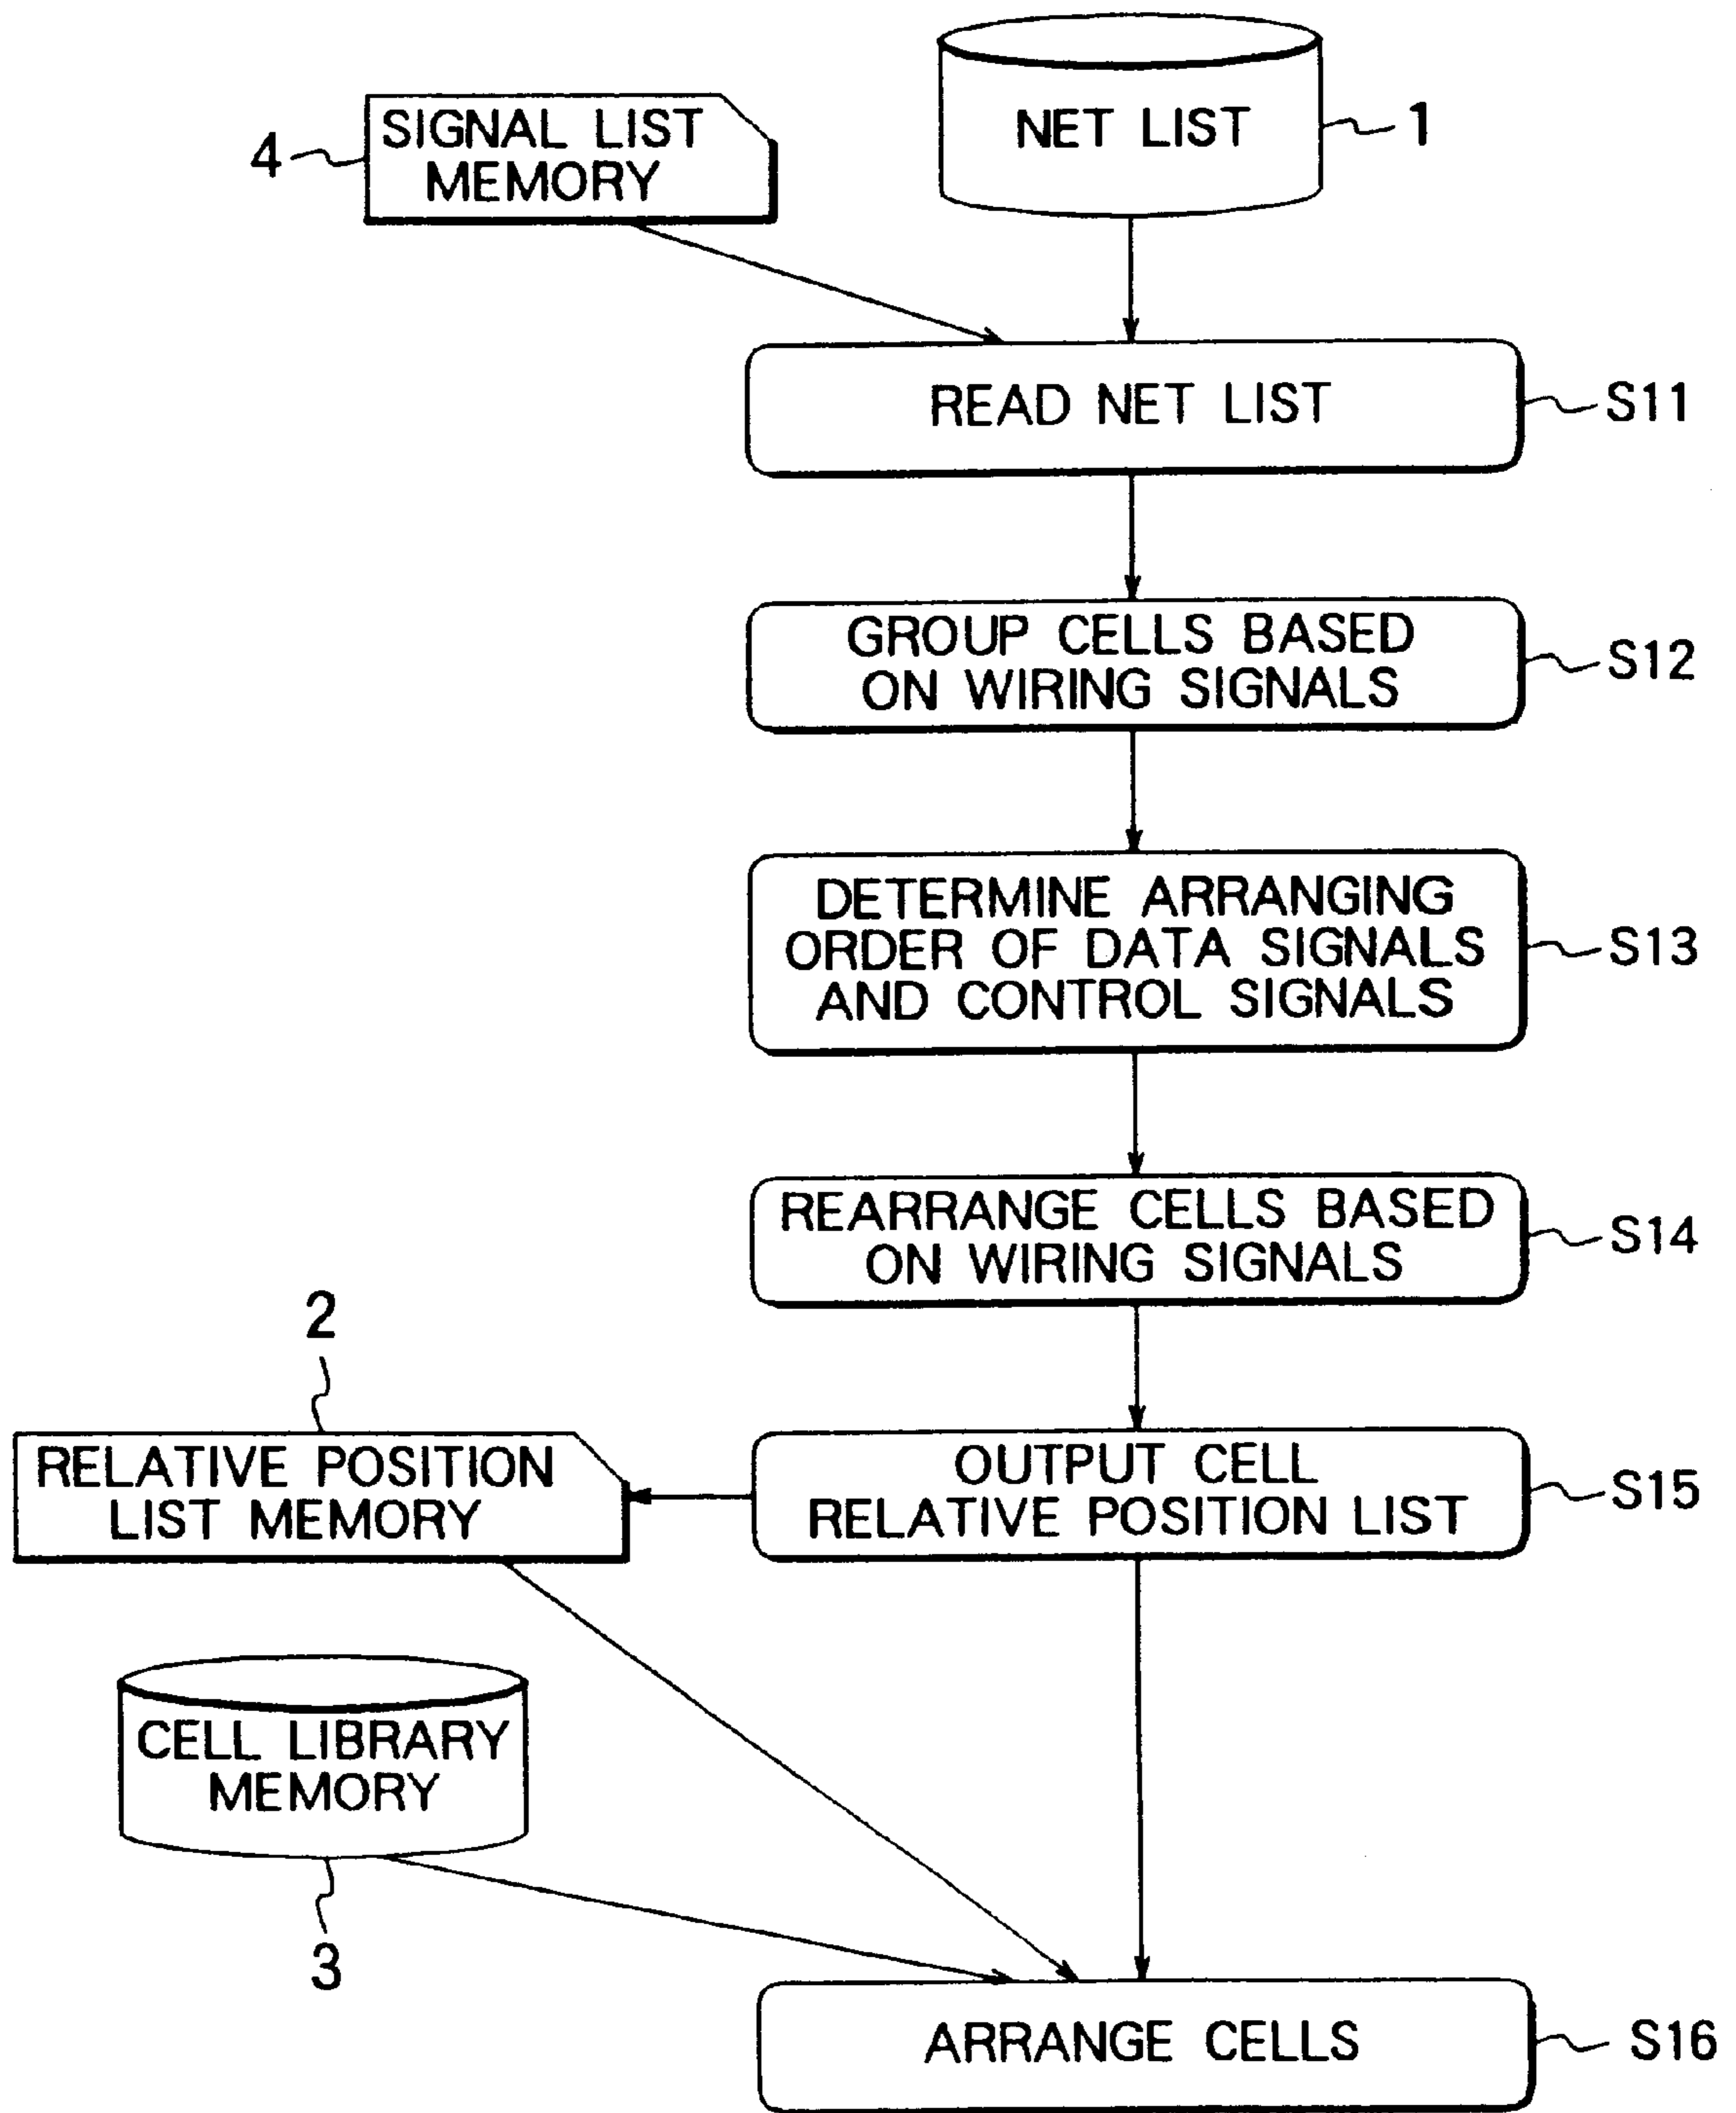 NET LIST
1
4
SIGNAL LIST
MEMORY
READ NET LIST
S11
GROUP CELLS BASED
ON WIRING SIGNALS
S12
DETERMINE ARRANGING
ORDER OF DATA SIGNALS
AND CONTROL SIGNALS
S13
REARRANGE CELLS BASED
ON WIRING SIGNALS
S14
2
RELATIVE POSITION
LIST MEMORY
OUTPUT CELL
RELATIVE POSITION LIST
S15
CELL LIBRARY
MEMORY
3
ARRANGE CELLS
S16